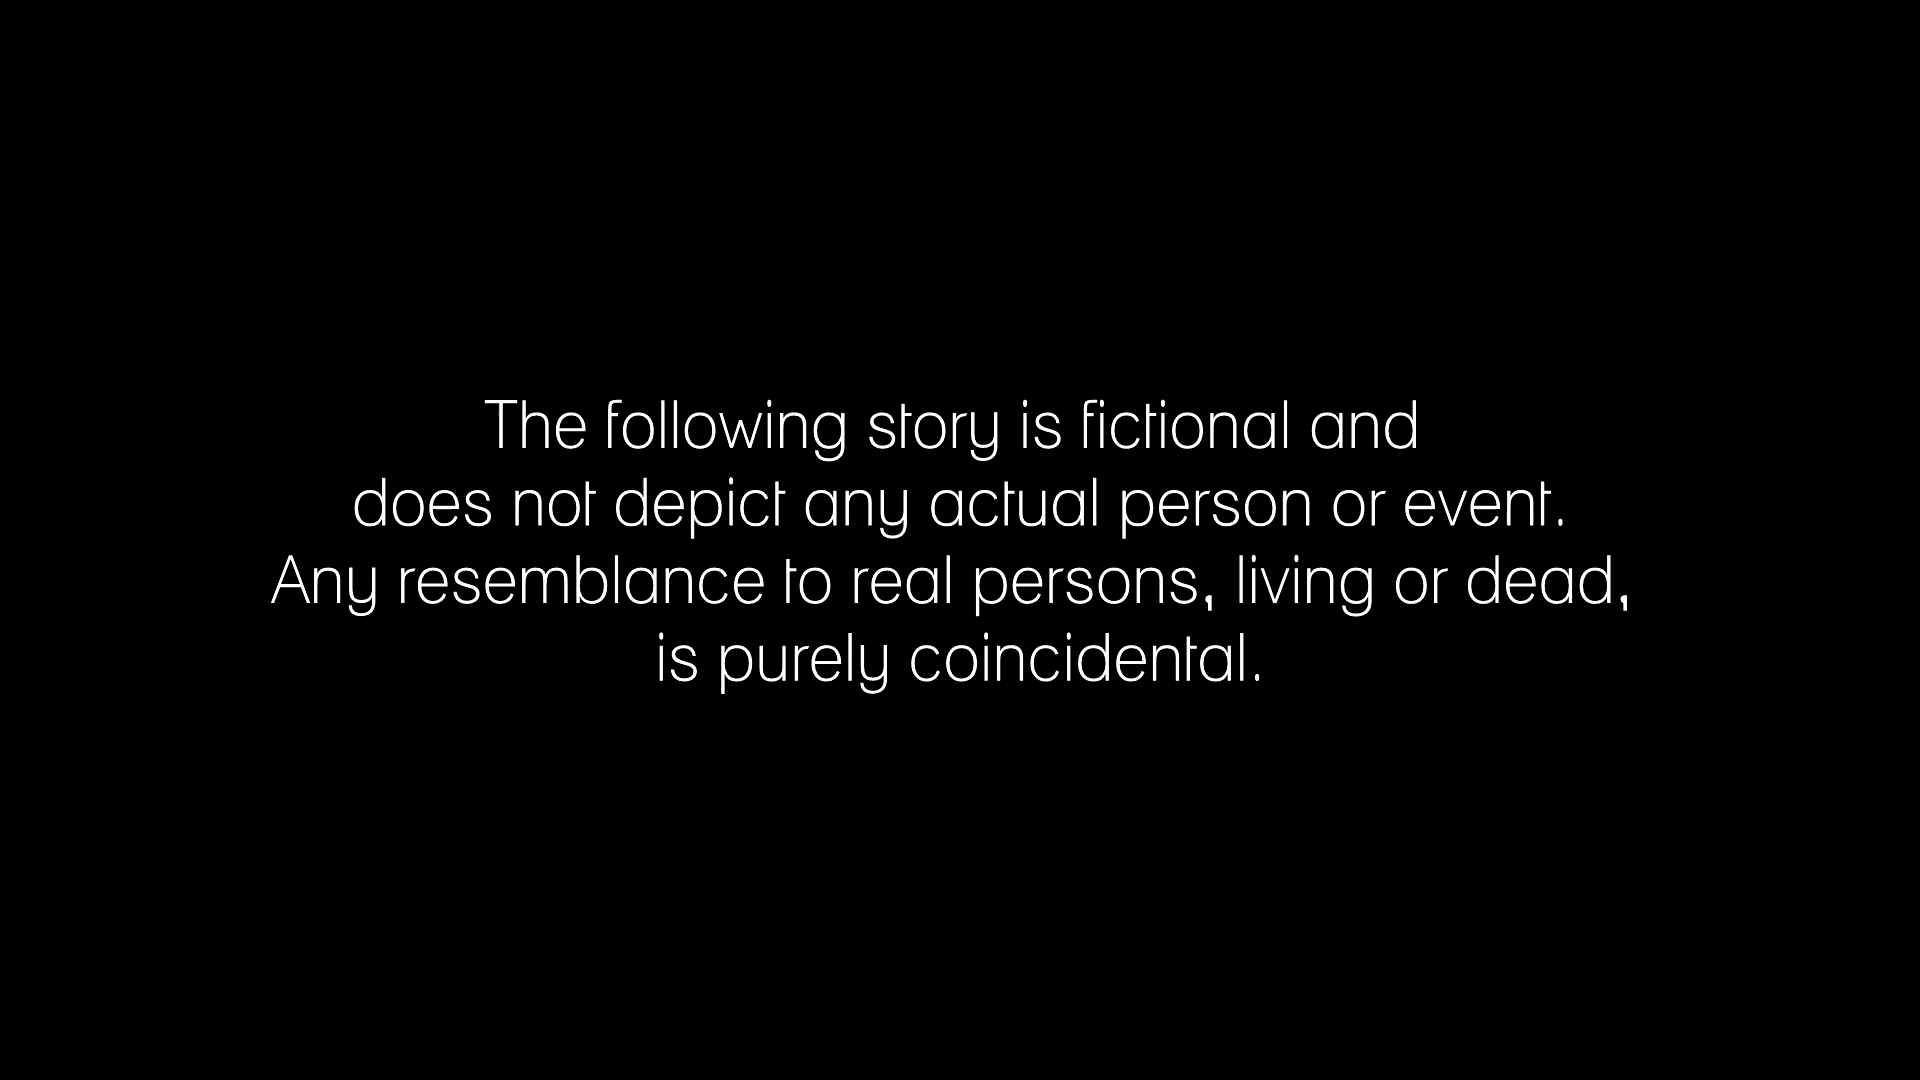 The following story is fictional and
does not depict any actual person or event.
Any resemblance to real persons, living or dead,
is purely coincidental.